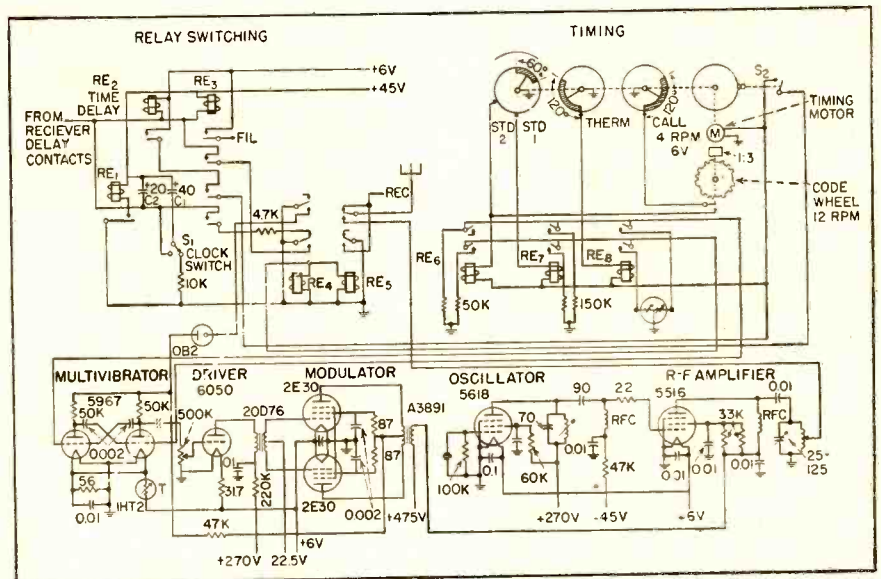 RELAY SWITCHING
TIMING
RE2
TIME
DELAY
RE3
+6V
+45V
FROM
RECIEVER
DELAY
CONTACTS
FIL
RE1
+20
C2
+
40
C1
S1
CLOCK
SWITCH
10K
4.7K
REC
RE4
RE5
60°
120°
120°
S2
STD
2
STD
1
THERM
CALL
4 RPM
6V
M
TIMING
MOTOR
1:3
CODE
WHEEL
12 RPM
RE6
RE7
RE8
50K
150K
OB2
MULTIVIBRATOR
DRIVER
MODULATOR
OSCILLATOR
R-F AMPLIFIER
5967
50K
50K
0002
500K
6050
20D76
2E30
87
87
A3891
5618
70
90
22
RFC
5516
33K
RFC
0.01
25-
125
56
0.01
T
1HT2
317
220K
2E30
0.002
100K
0.1
60K
0.01
47K
0.01
0.01
47K
+6V
+270V
22.5V
+475V
+270V
-45V
+6V